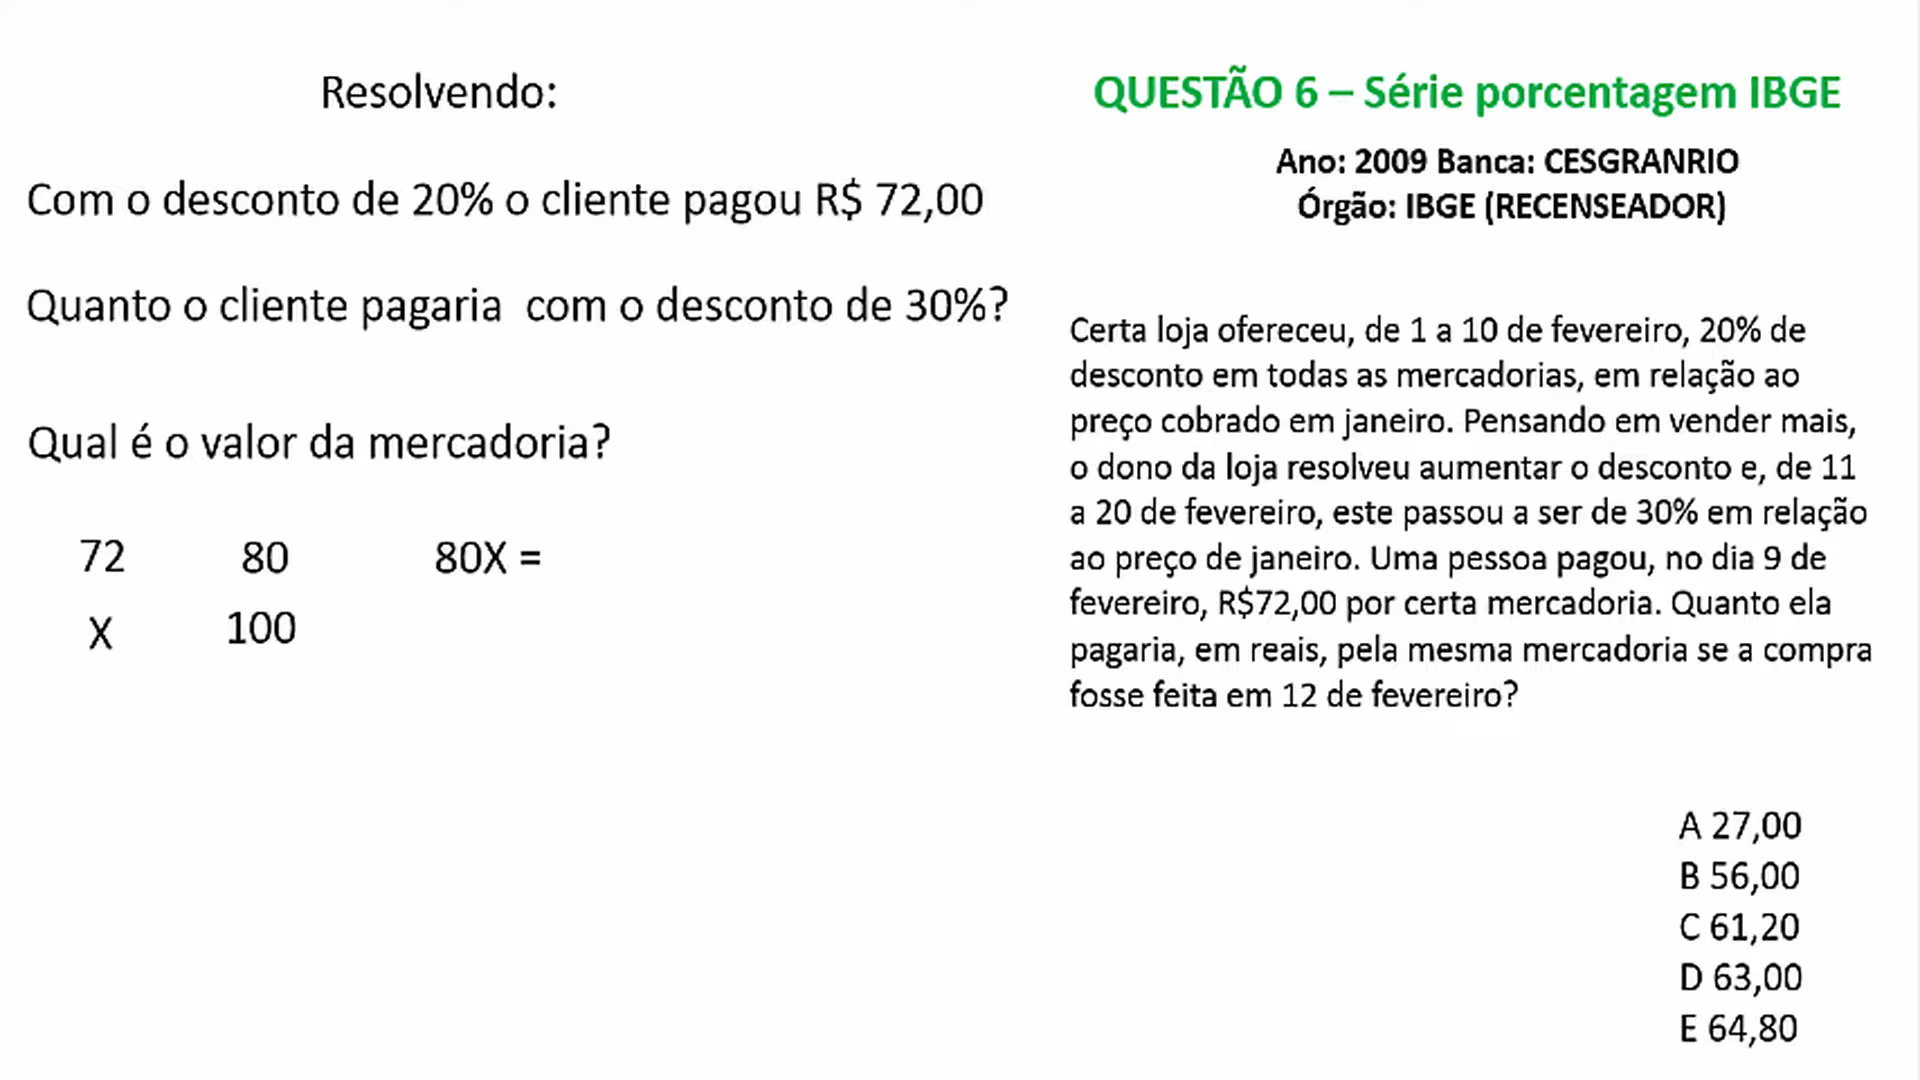 Resolvendo:
Com o desconto de 20% o cliente pagou R$ 72,00
Quanto o cliente pagaria com o desconto de 30%?
Qual é o valor da mercadoria?
72 80 80X =
X 100
QUESTÃO 6 – Série porcentagem IBGE
Ano: 2009 Banca: CESGRANRIO
Órgão: IBGE (RECENSEADOR)
Certa loja ofereceu, de 1 a 10 de fevereiro, 20% de
desconto em todas as mercadorias, em relação ao
preço cobrado em janeiro. Pensando em vender mais,
o dono da loja resolveu aumentar o desconto e, de 11
a 20 de fevereiro, este passou a ser de 30% em relação
ao preço de janeiro. Uma pessoa pagou, no dia 9 de
fevereiro, R$72,00 por certa mercadoria. Quanto ela
pagaria, em reais, pela mesma mercadoria se a compra
fosse feita em 12 de fevereiro?
A 27,00
B 56,00
C 61,20
D 63,00
E 64,80